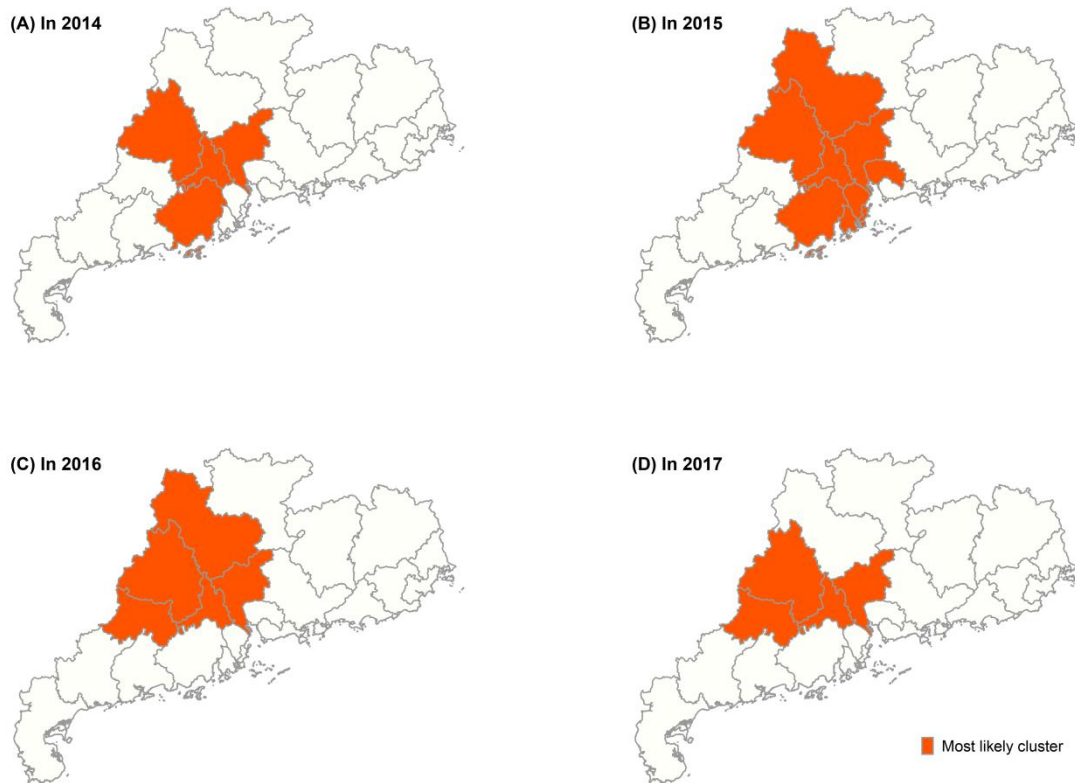 (A) In 2014
(B) In 2015
(C) In 2016
(D) In 2017
Most likely cluster